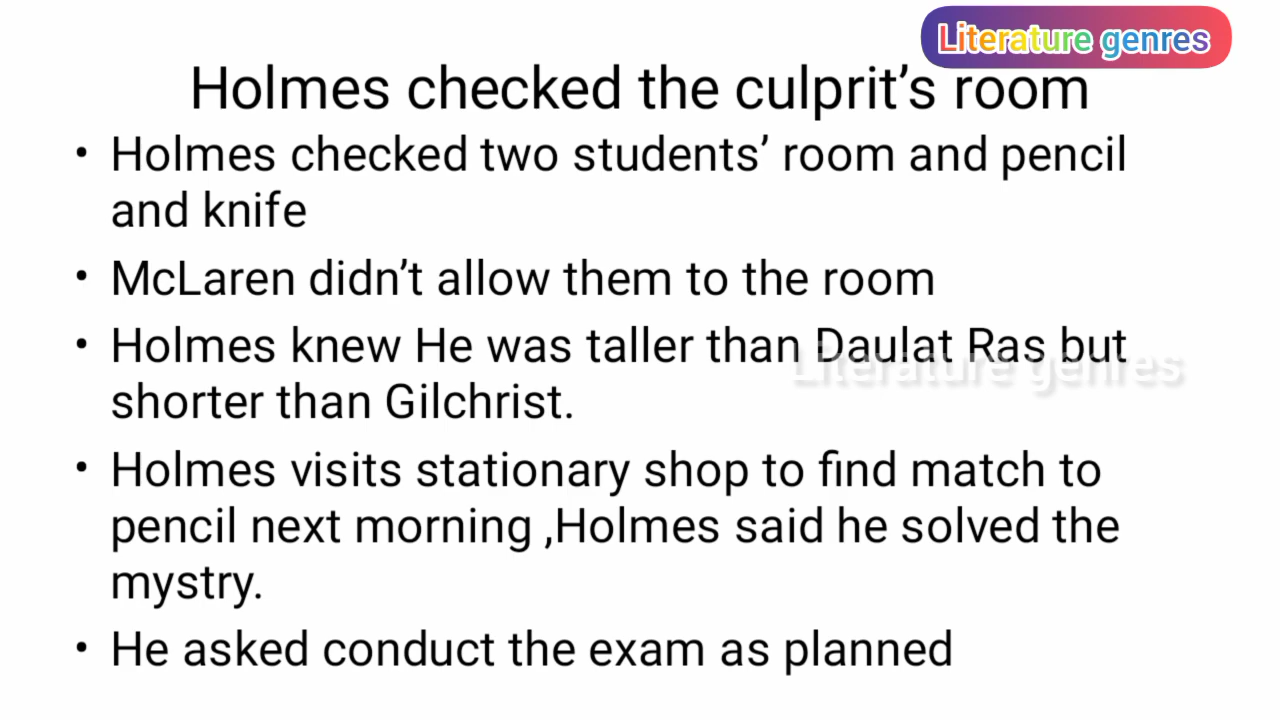 Literature genres
Holmes checked the culprit’s room
• Holmes checked two students’ room and pencil
and knife
• McLaren didn’t allow them to the room
• Holmes knew He was taller than Daulat Ras but
Literature genres
shorter than Gilchrist.
• Holmes visits stationary shop to find match to
pencil next morning ,Holmes said he solved the
mystry.
• He asked conduct the exam as planned